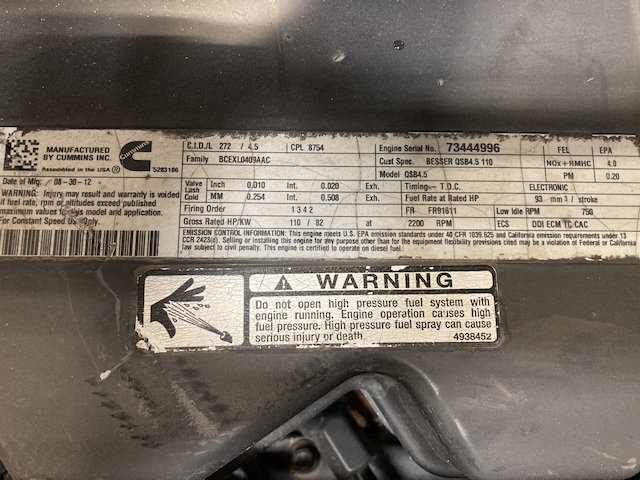 MANUFACTURED
BY CUMMINS INC.
Cummins
Assembled in the USA
5283186
Date of Mfg. 08-30-12
WARNING: Injury may result and warranty is voided
if fuel rate, rpm or altitudes exceed published
For Constant Speed Use Only.
C.I.D./L 272 / 4.5 CPL 8754
Family BCEXL0409AAC
Valve Inch 0.010 Int. 0.020 Exh.
Cold MM 0.254 Int. 0.508 Exh.
Firing Order 1 3 4 2
Gross Rated HP/KW 110 / 82 at 2200 RPM
Engine Serial No. 73444996
Cust Spec. BESSER QSB4.5 110
Model QSB4.5
Timing— T.D.C. ELECTRONIC
Fuel Rate at Rated HP 93 mm³ / stroke
FR - FR91611 Low Idle RPM 750
ECS DDI ECM TC CAC
FEL EPA
NOx+NMHC 4.0
PM 0.20
EMISSION CONTROL INFORMATION: This engine meets U.S. EPA emission standards under 40 CFR 1039.625 and California emission requirements under 13
CCR 2423(d). Selling or installing this engine for any purpose other than for the equipment flexibility provisions cited may be violation of Federal or California
law subject to civil penalty. This engine is certified to operate on diesel fuel.
WARNING
Do not open high pressure fuel system with
engine running. Engine operation causes high
fuel pressure. High pressure fuel spray can cause
serious injury or death.
4938452